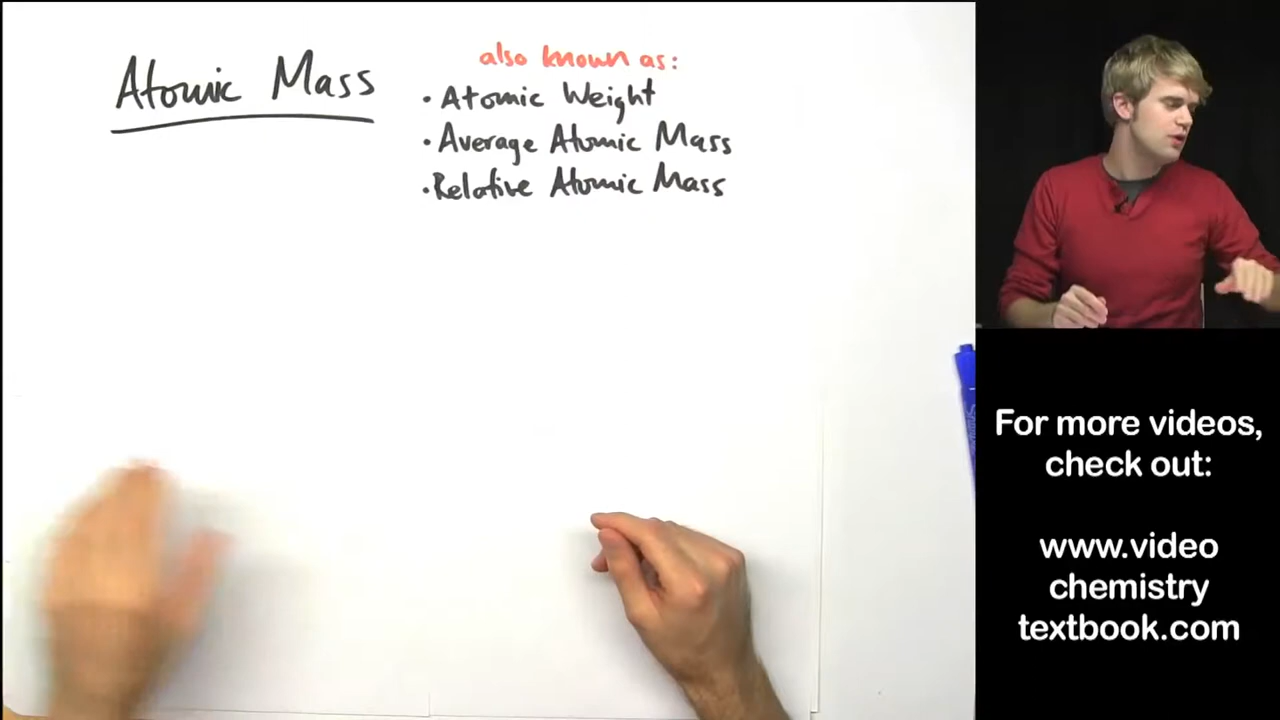 Atomic Mass
also known as:
• Atomic Weight
• Average Atomic Mass
• Relative Atomic Mass
For more videos,
check out:
www.video
chemistry
textbook.com